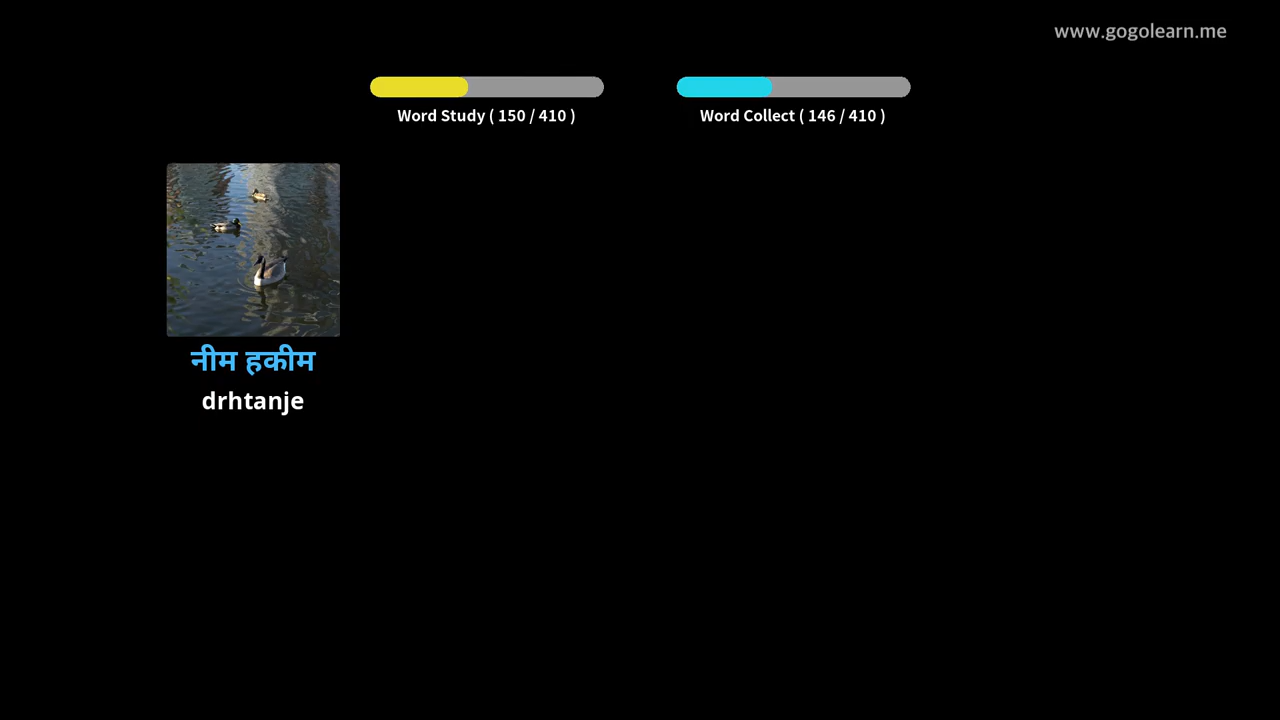 www.gogolearn.me
Word Study ( 150 / 410 )
Word Collect ( 146 / 410 )
नीम हकीम
drhtanje